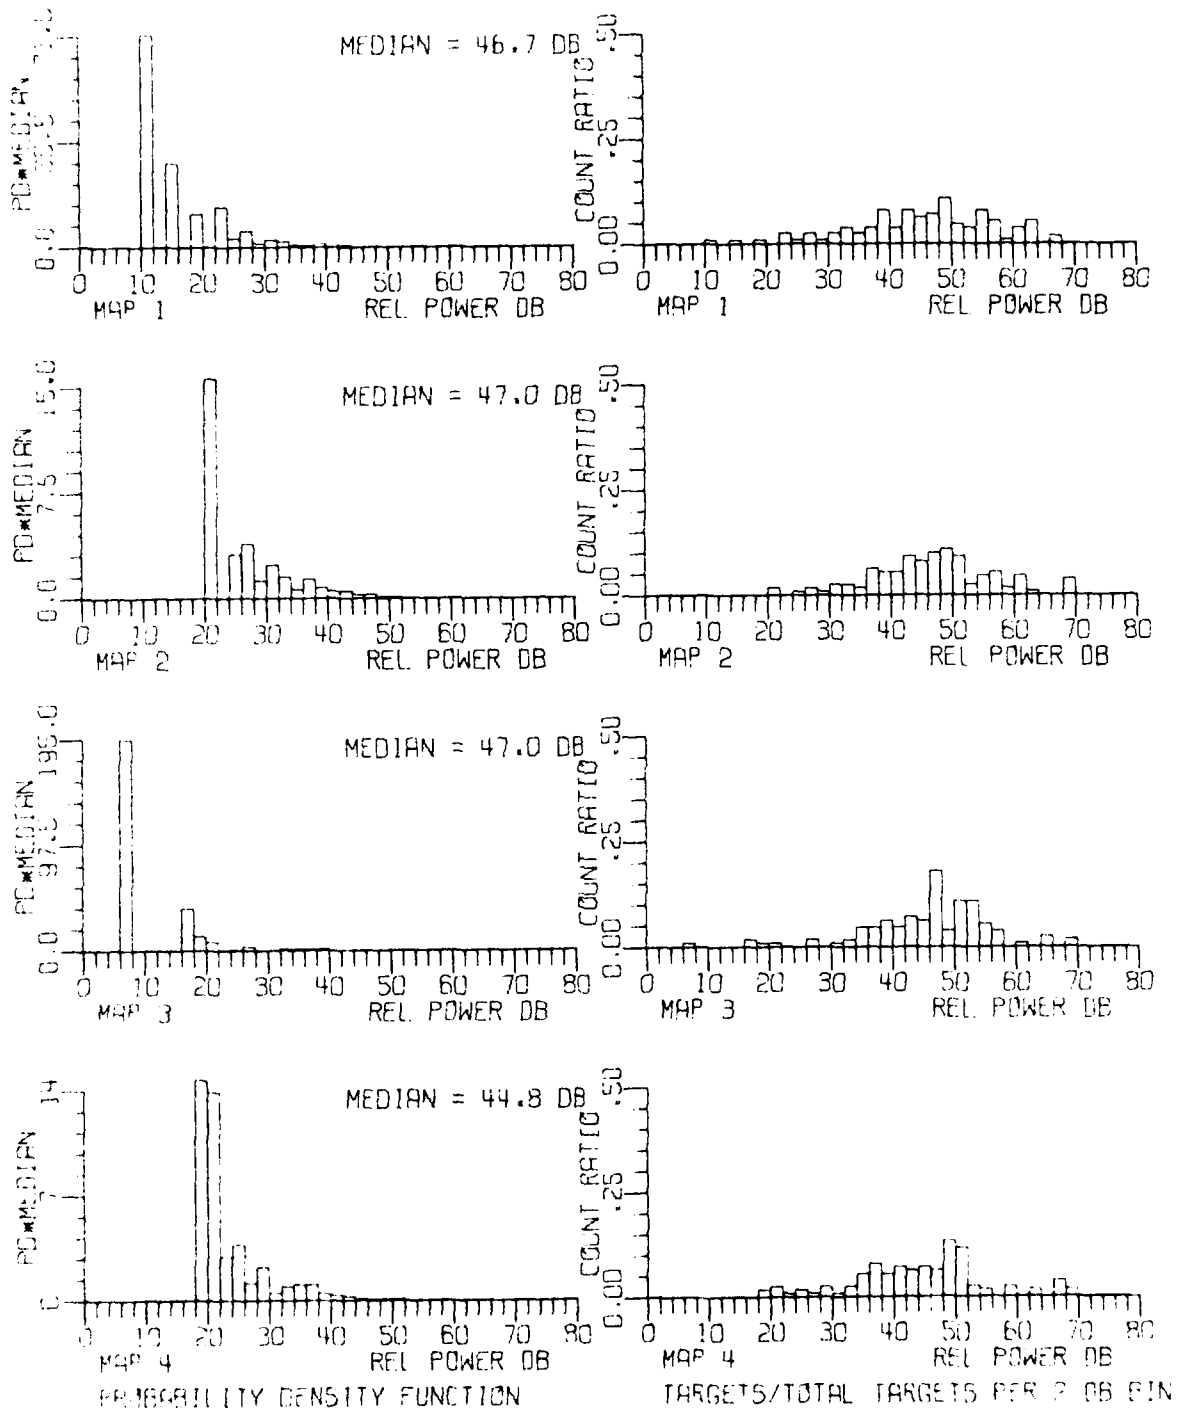 MEDIAN = 46.7 DB
PD*MEDIAN
0.0
0 10 20 30 40 50 60 70 80
MAP 1 REL POWER DB
COUNT RATIO
0.00 .25 .50
0 10 20 30 40 50 60 70 80
MAP 1 REL POWER DB
MEDIAN = 47.0 DB
PD*MEDIAN
0.0 7.5 15.0
0 10 20 30 40 50 60 70 80
MAP 2 REL POWER DB
COUNT RATIO
0.00 .25 .50
0 10 20 30 40 50 60 70 80
MAP 2 REL POWER DB
MEDIAN = 47.0 DB
PD*MEDIAN
0.0 97.5 195.0
0 10 20 30 40 50 60 70 80
MAP 3 REL POWER DB
COUNT RATIO
0.00 .25 .50
0 10 20 30 40 50 60 70 80
MAP 3 REL POWER DB
MEDIAN = 44.8 DB
PD*MEDIAN
0 7 14
0 10 20 30 40 50 60 70 80
MAP 4 REL POWER DB
COUNT RATIO
0.00 .25 .50
0 10 20 30 40 50 60 70 80
MAP 4 REL POWER DB
PROBABILITY DENSITY FUNCTION
TARGETS/TOTAL TARGETS PER 2 DB BIN